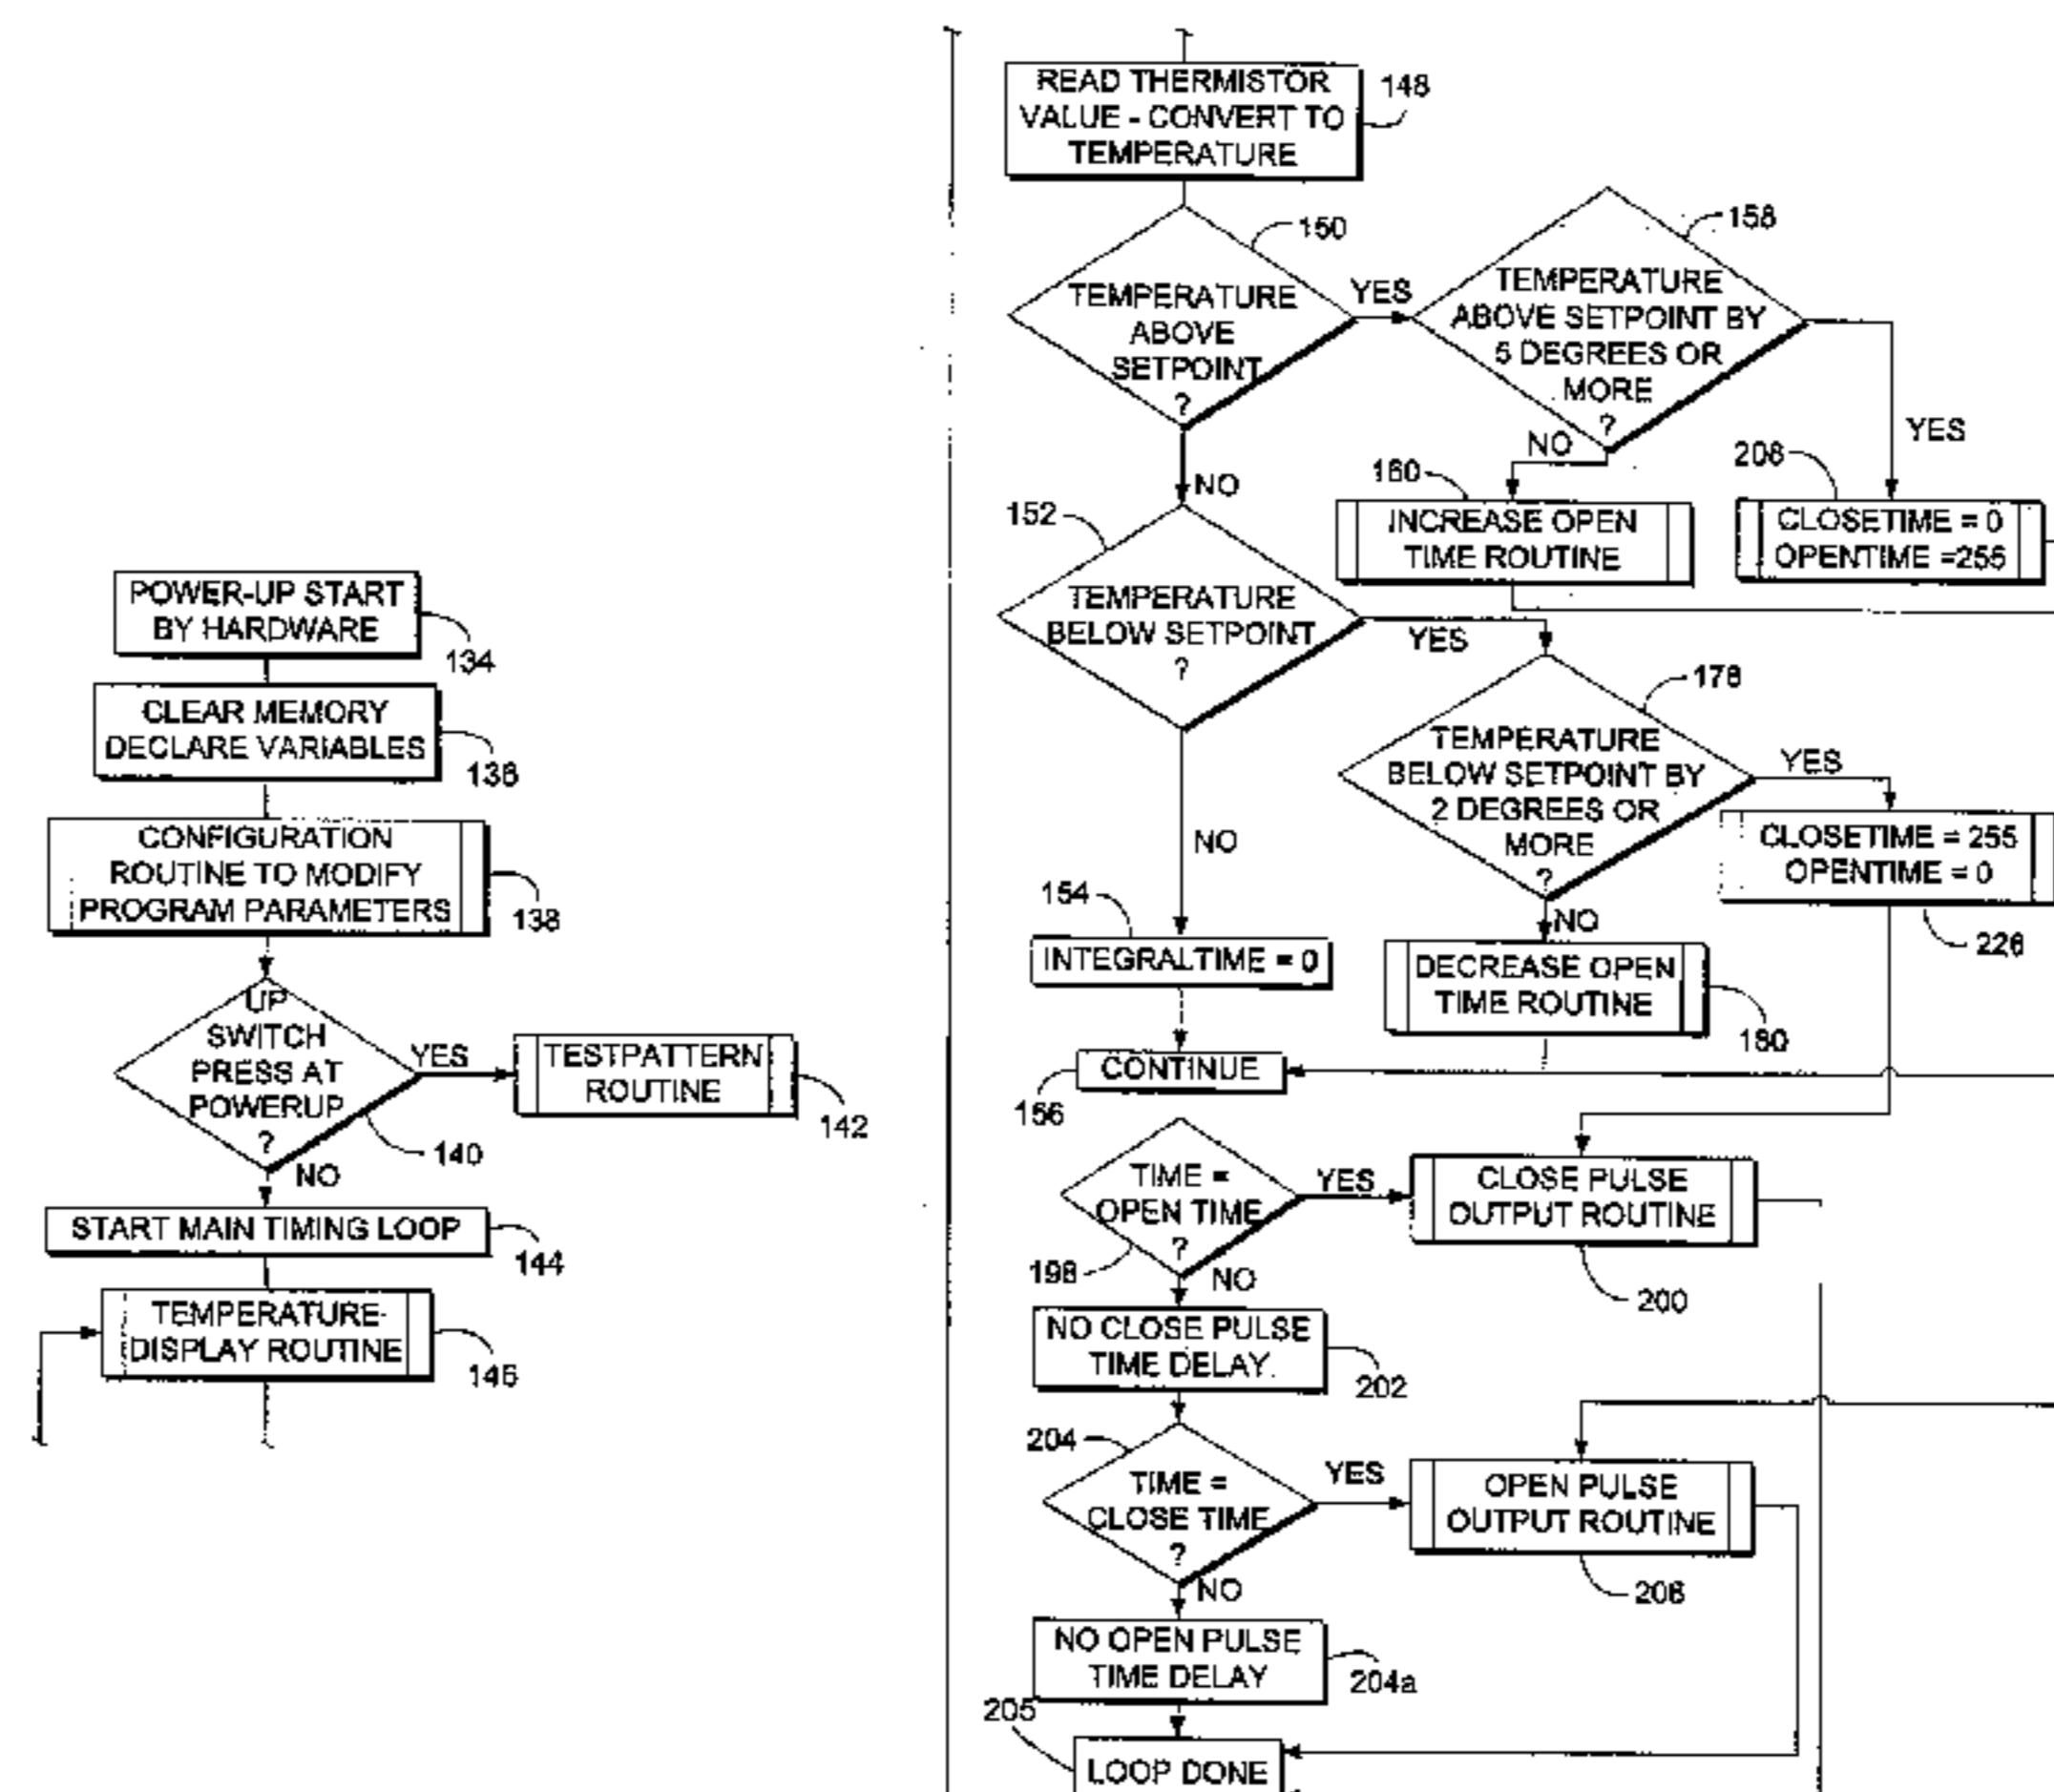 POWER-UP START
BY HARDWARE
134
CLEAR MEMORY
DECLARE VARIABLES
136
CONFIGURATION
ROUTINE TO MODIFY
PROGRAM PARAMETERS
138
UP
SWITCH
PRESS AT
POWERUP
?
YES
140
NO
TESTPATTERN
ROUTINE
142
START MAIN TIMING LOOP
144
TEMPERATURE-
DISPLAY ROUTINE
146
READ THERMISTOR
VALUE - CONVERT TO
TEMPERATURE
148
150
TEMPERATURE
ABOVE
SETPOINT
?
YES
NO
158
TEMPERATURE
ABOVE SETPOINT BY
5 DEGREES OR
MORE
?
NO
YES
160
INCREASE OPEN
TIME ROUTINE
208
CLOSETIME = 0
OPENTIME =255
152
TEMPERATURE
BELOW SETPOINT
?
YES
NO
178
TEMPERATURE
BELOW SETPOINT BY
2 DEGREES OR
MORE
?
YES
NO
CLOSETIME = 255
OPENTIME = 0
226
154
INTEGRALTIME = 0
DECREASE OPEN
TIME ROUTINE
180
CONTINUE
156
TIME =
OPEN TIME
?
YES
198
NO
CLOSE PULSE
OUTPUT ROUTINE
200
NO CLOSE PULSE
TIME DELAY
202
204
TIME =
CLOSE TIME
?
YES
NO
OPEN PULSE
OUTPUT ROUTINE
206
NO OPEN PULSE
TIME DELAY
204a
205
LOOP DONE